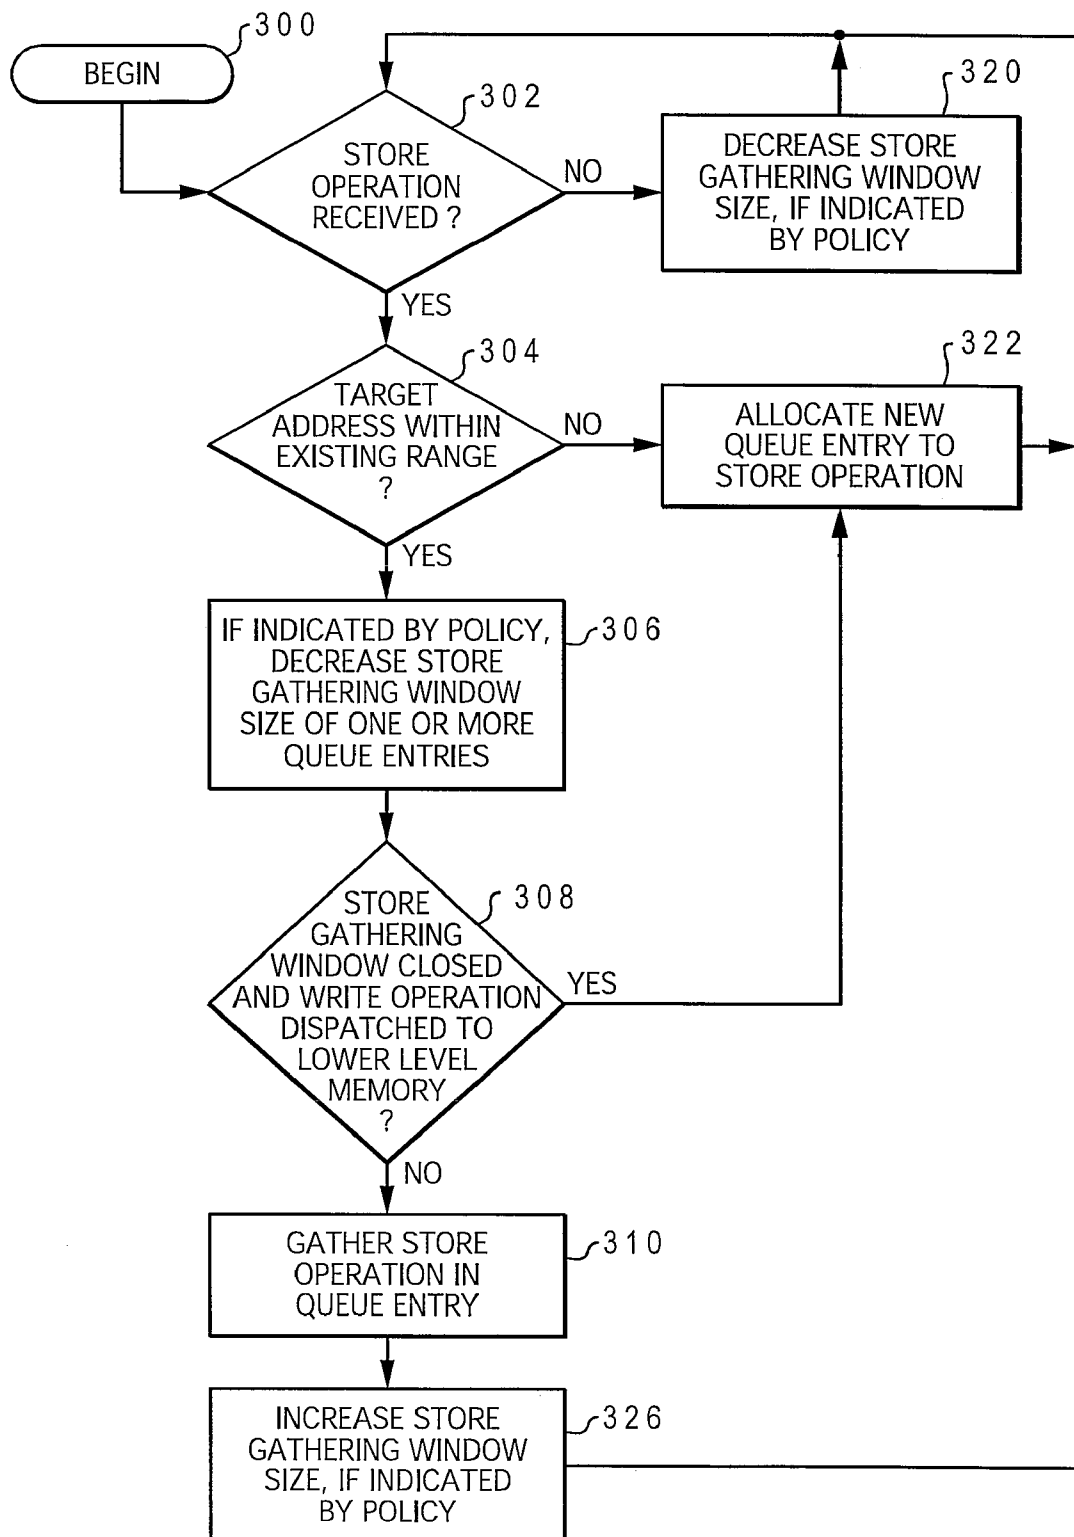 300
BEGIN
302
STORE
OPERATION
RECEIVED ?
NO
YES
320
DECREASE STORE
GATHERING WINDOW
SIZE, IF INDICATED
BY POLICY
304
TARGET
ADDRESS WITHIN
EXISTING RANGE
?
NO
YES
322
ALLOCATE NEW
QUEUE ENTRY TO
STORE OPERATION
306
IF INDICATED BY POLICY,
DECREASE STORE
GATHERING WINDOW
SIZE OF ONE OR MORE
QUEUE ENTRIES
308
STORE
GATHERING
WINDOW CLOSED
AND WRITE OPERATION
DISPATCHED TO
LOWER LEVEL
MEMORY
?
YES
NO
310
GATHER STORE
OPERATION IN
QUEUE ENTRY
326
INCREASE STORE
GATHERING WINDOW
SIZE, IF INDICATED
BY POLICY